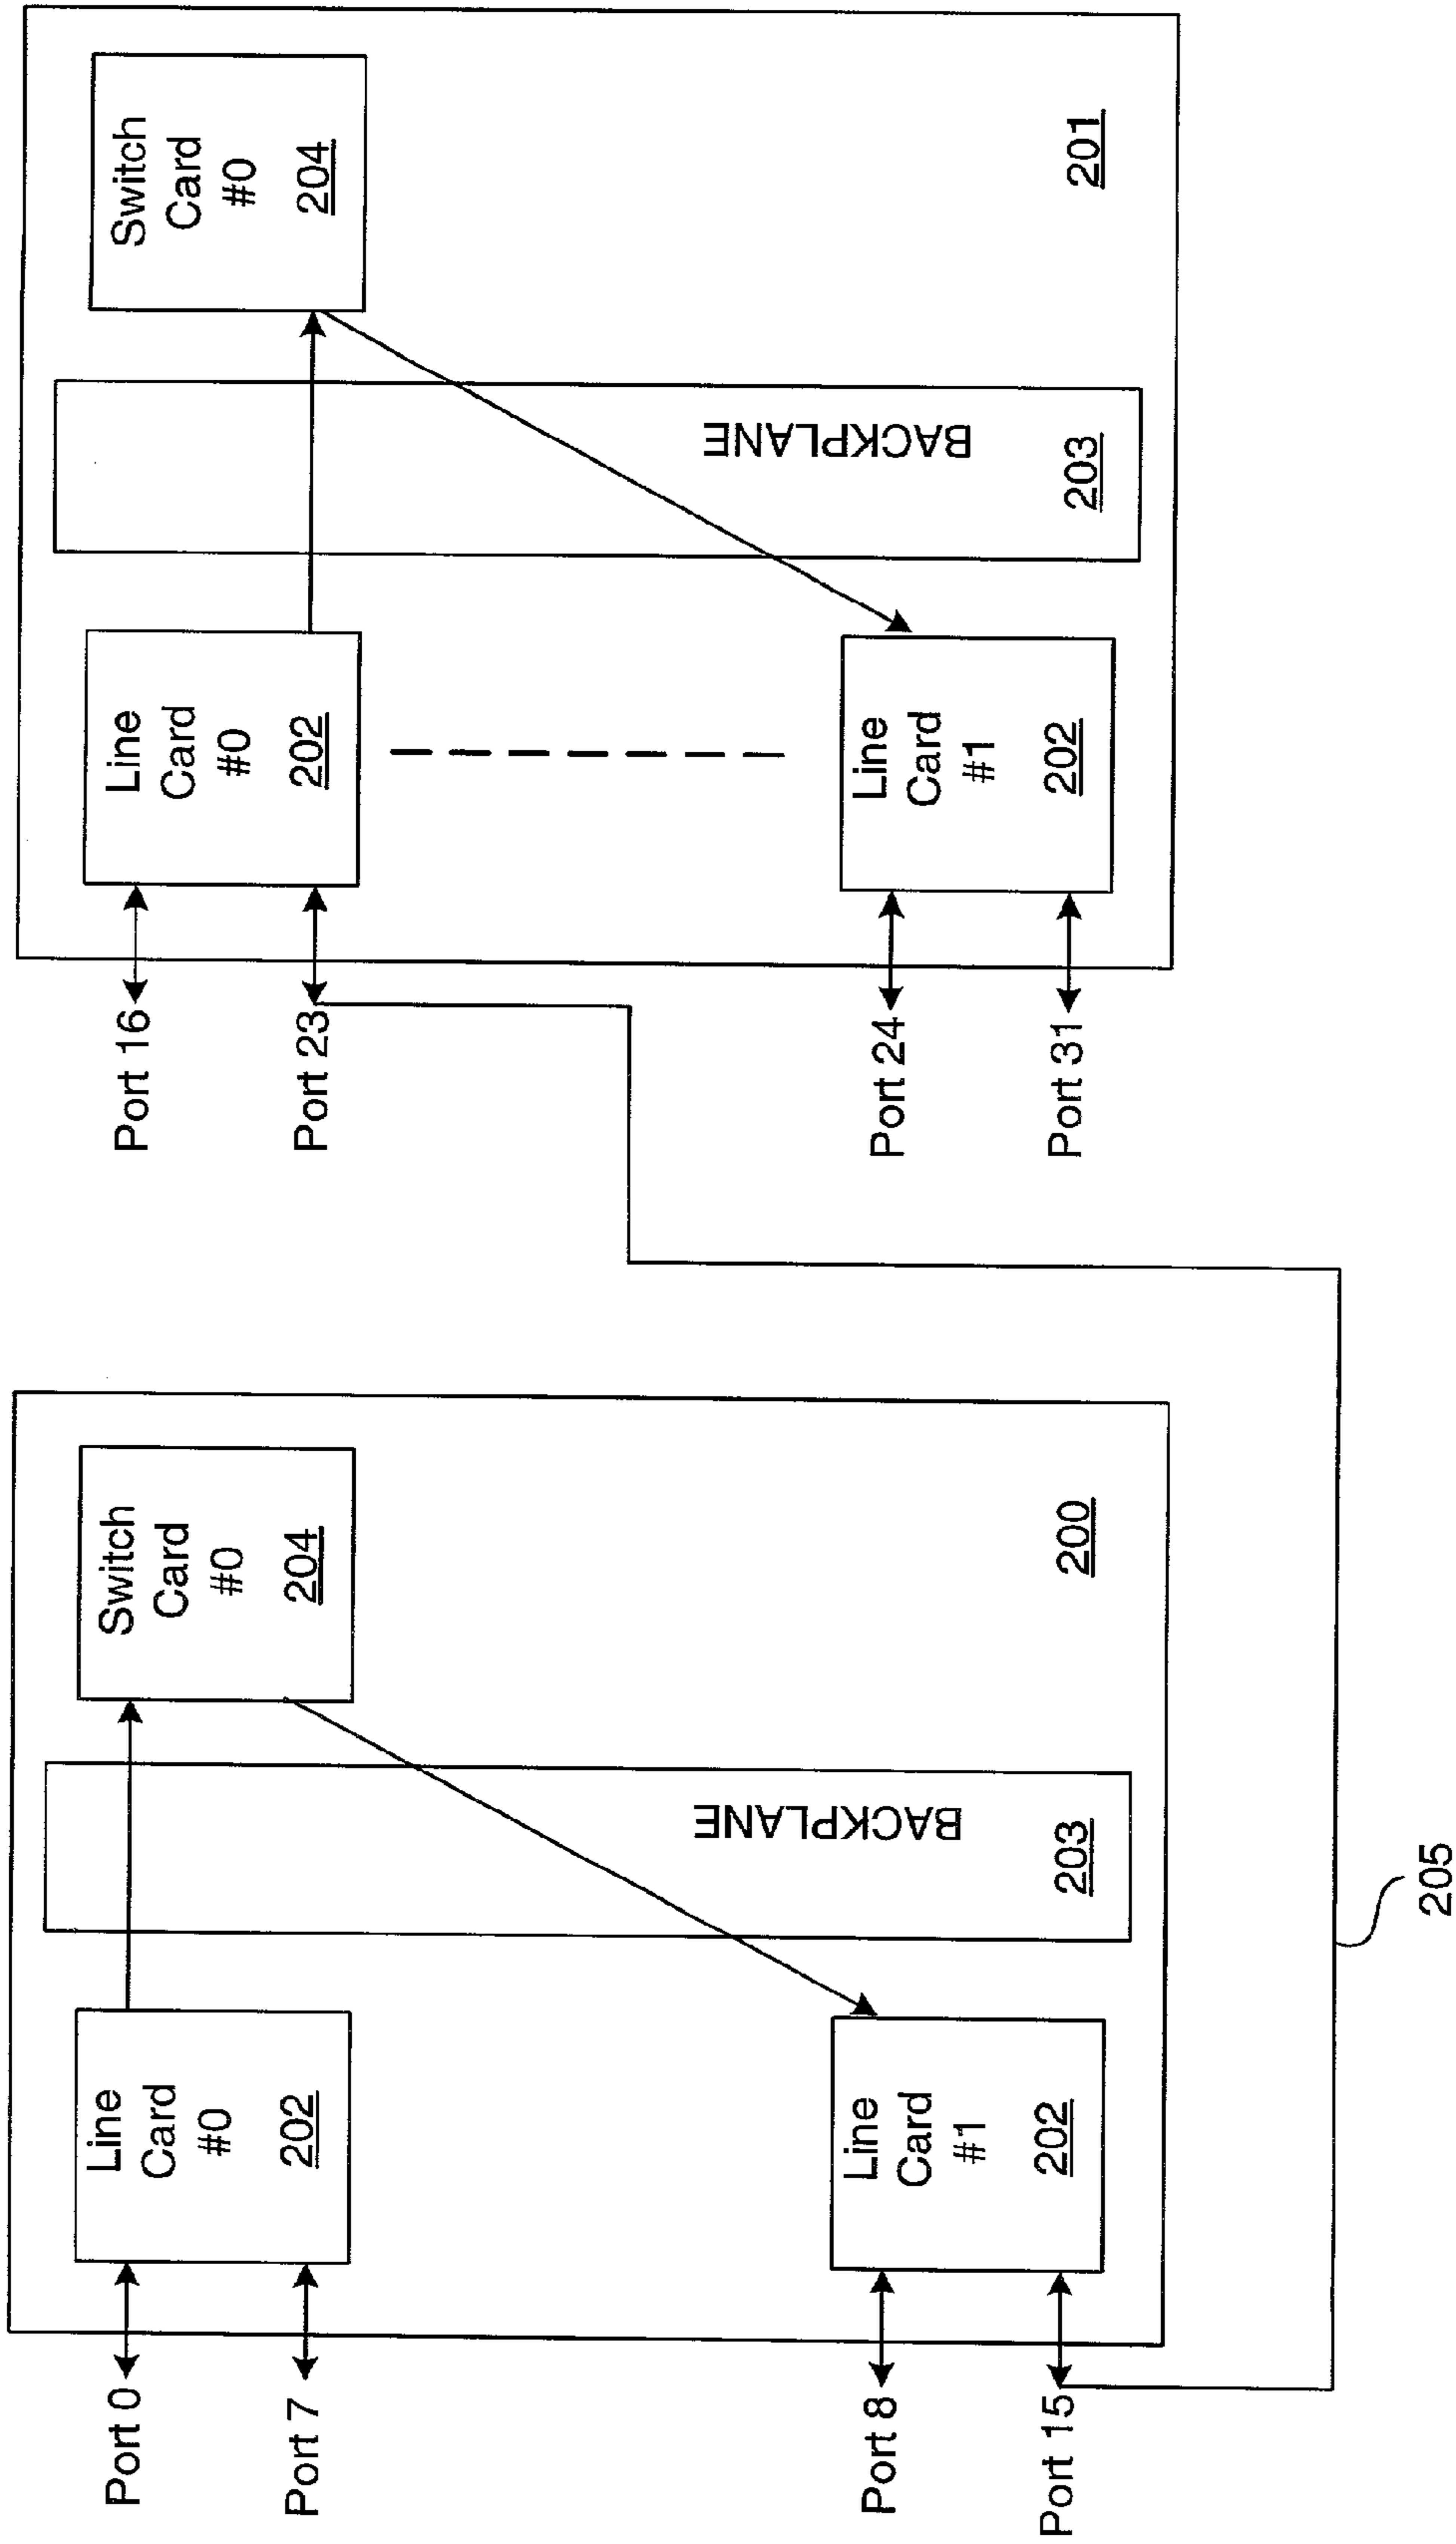 Port 0
Port 7
Port 8
Port 15
Line
Card
#0
202
Line
Card
#1
202
BACKPLANE
203
Switch
Card
#0
204
200
205
Port 16
Port 23
Port 24
Port 31
Line
Card
#0
202
Line
Card
#1
202
BACKPLANE
203
Switch
Card
#0
204
201